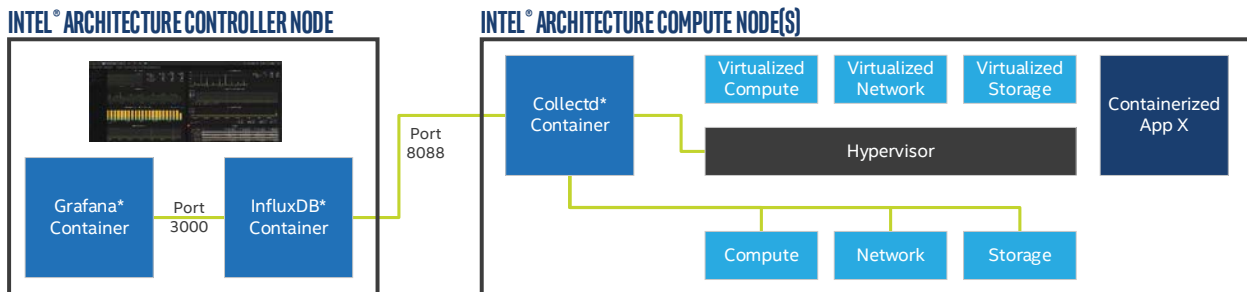 INTEL® ARCHITECTURE CONTROLLER NODE
INTEL® ARCHITECTURE COMPUTE NODE(S)
Grafana*
Container
Port
3000
InfluxDB*
Container
Port
8088
Collectd*
Container
Virtualized
Compute
Virtualized
Network
Virtualized
Storage
Hypervisor
Containerized
App X
Compute
Network
Storage